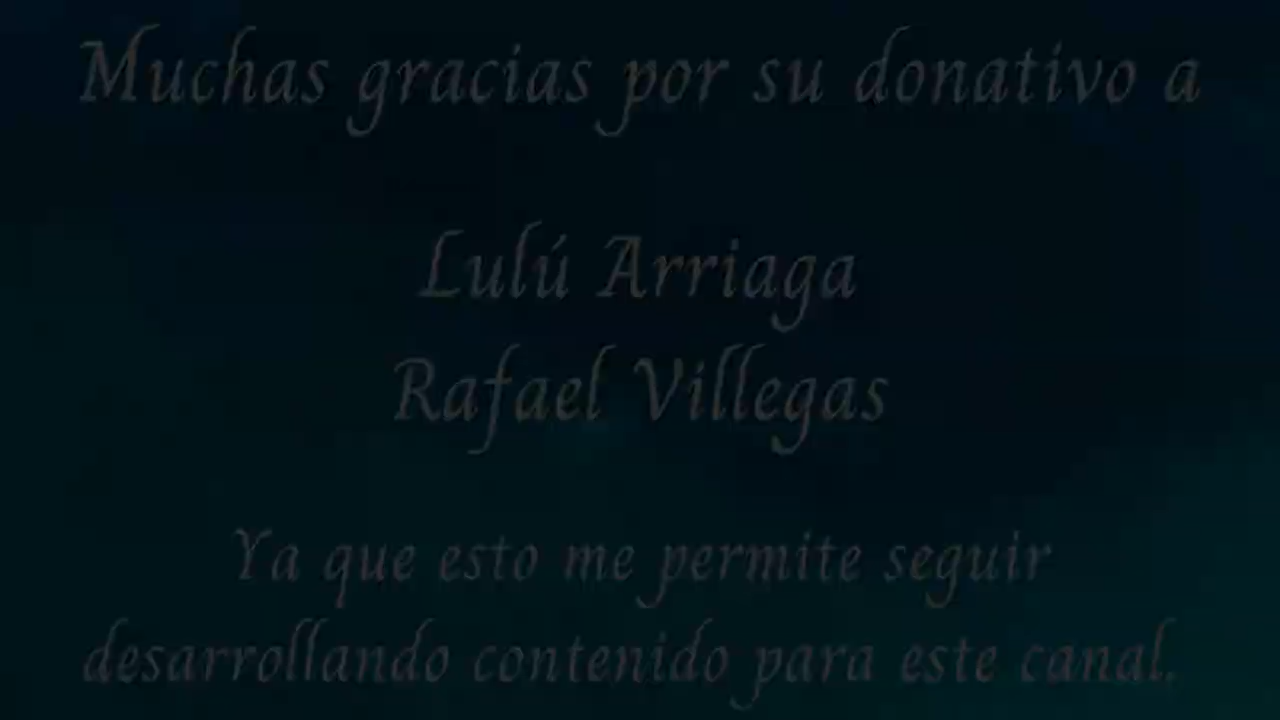 Muchas gracias por su donativo a
Lulú Arriaga
Rafael Villegas
Ya que esto me permite seguir
desarrollando contenido para este canal.